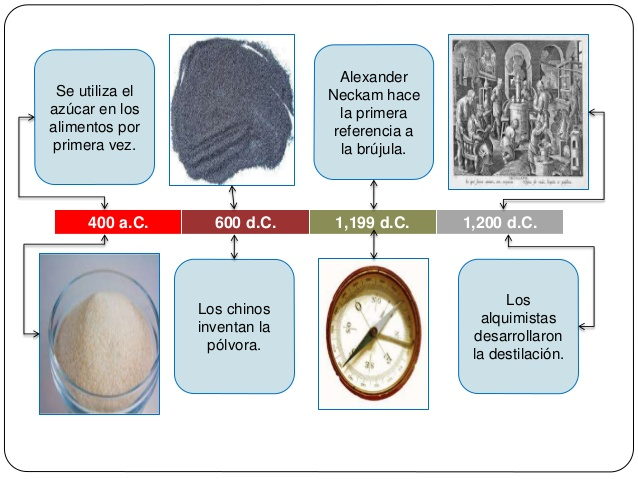 Se utiliza el
azúcar en los
alimentos por
primera vez.
Alexander
Neckam hace
la primera
referencia a
la brújula.
400 a.C.
600 d.C.
1,199 d.C.
1,200 d.C.
Los chinos
inventan la
pólvora.
Los
alquimistas
desarrollaron
la destilación.